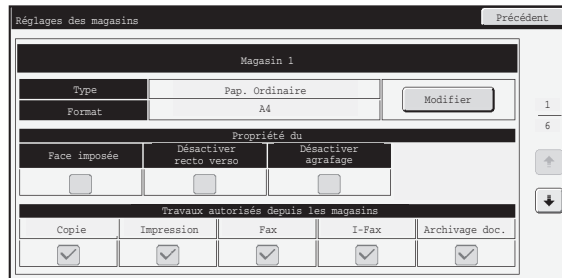 Réglages des magasins
Précédent
Magasin 1
Type
Pap. Ordinaire
Format
A4
Modifier
1
6
Propriété du
Face imposée
Désactiver
recto verso
Désactiver
agrafage
Travaux autorisés depuis les magasins
Copie
Impression
Fax
I-Fax
Archivage doc.